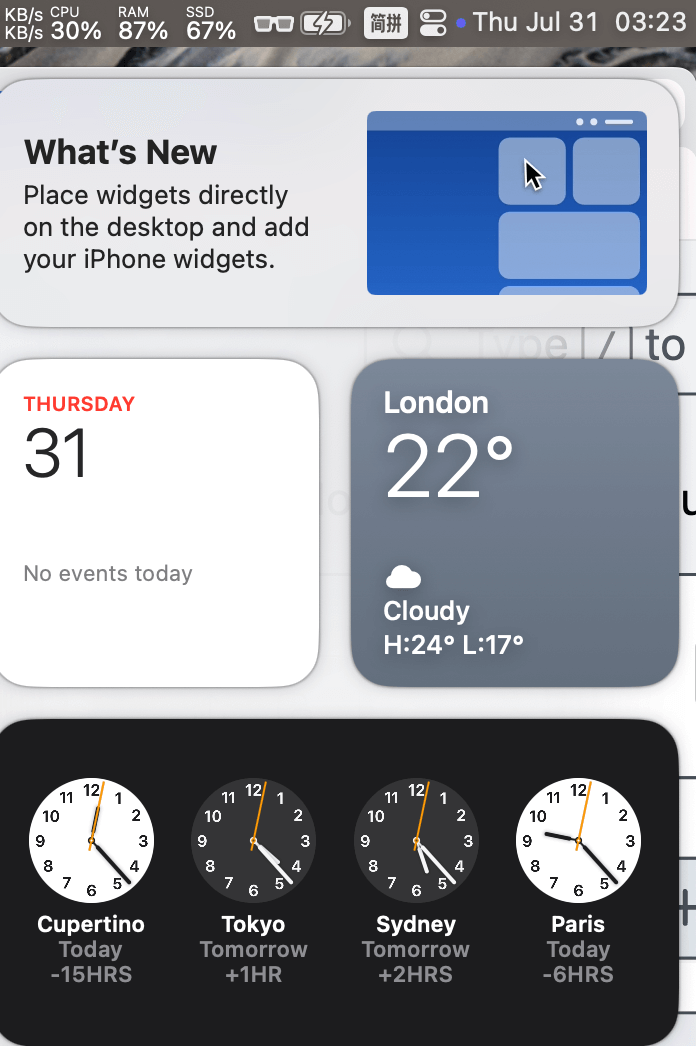 KB/s CPU RAM SSD
KB/s 30% 87% 67% 简拼 Thu Jul 31 03:23
What's New
Place widgets directly
on the desktop and add
your iPhone widgets.
Type / to
THURSDAY
31
No events today
London
22°
Cloudy
H:24° L:17°
12 1 2 3 4 5 6 7 8 9 10 11
12 1 2 3 4 5 6 7 8 9 10 11
12 1 2 3 4 5 6 7 8 9 10 11
12 1 2 3 4 5 6 7 8 9 10 11
Cupertino Tokyo Sydney Paris
Today Tomorrow Tomorrow Today
-15HRS +1HR +2HRS -6HRS